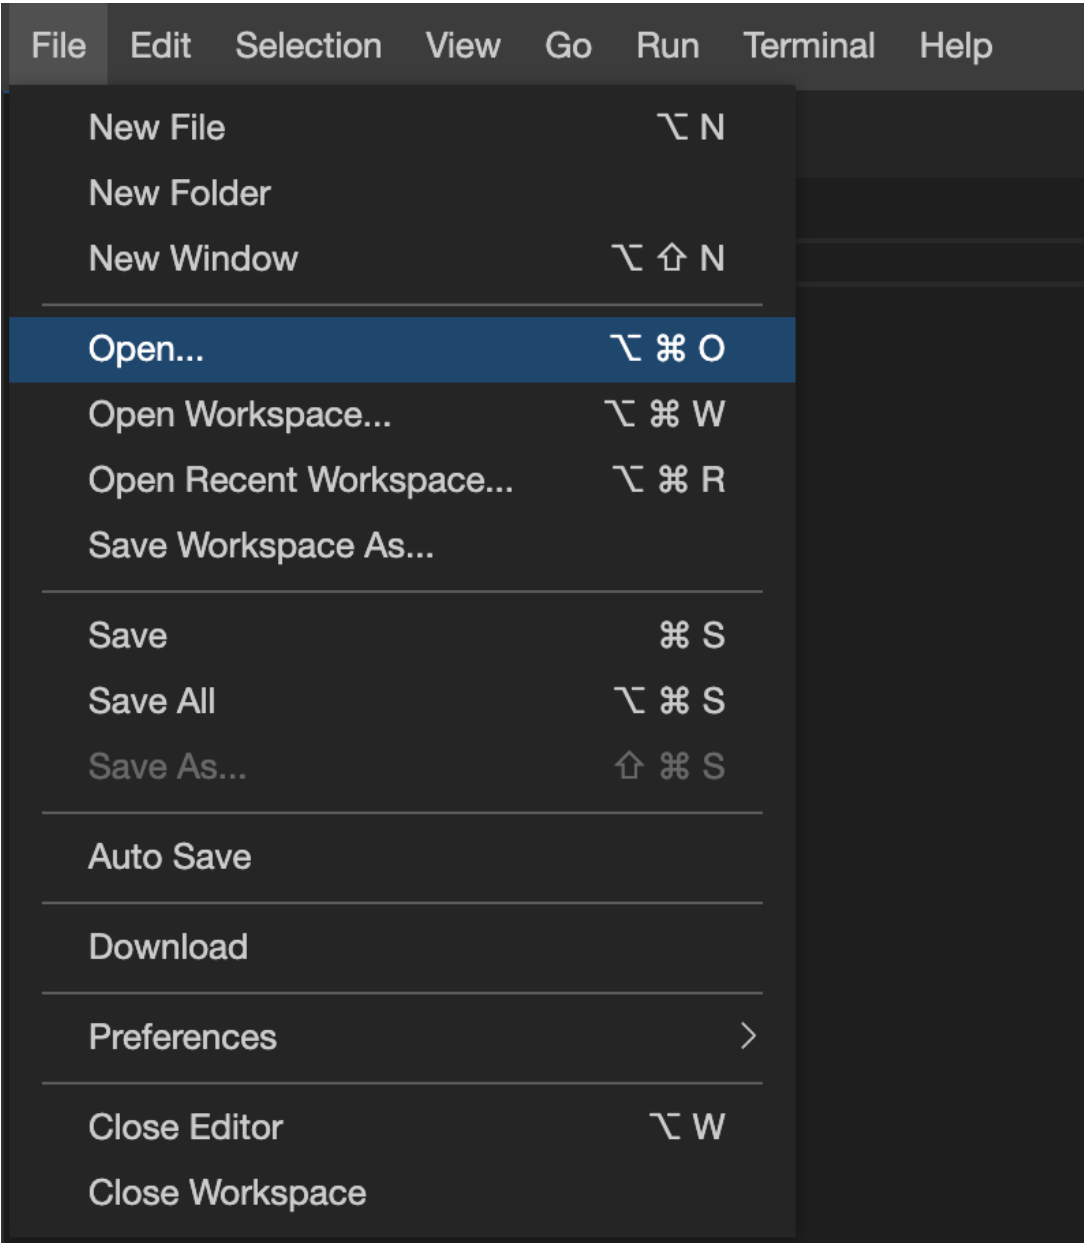 File Edit Selection View Go Run Terminal Help
New File ⌥ N
New Folder
New Window ⌥ ⇧ N
Open... ⌥ ⌘ O
Open Workspace... ⌥ ⌘ W
Open Recent Workspace... ⌥ ⌘ R
Save Workspace As...
Save ⌘ S
Save All ⌥ ⌘ S
Save As... ⇧ ⌘ S
Auto Save
Download
Preferences
Close Editor ⌥ W
Close Workspace